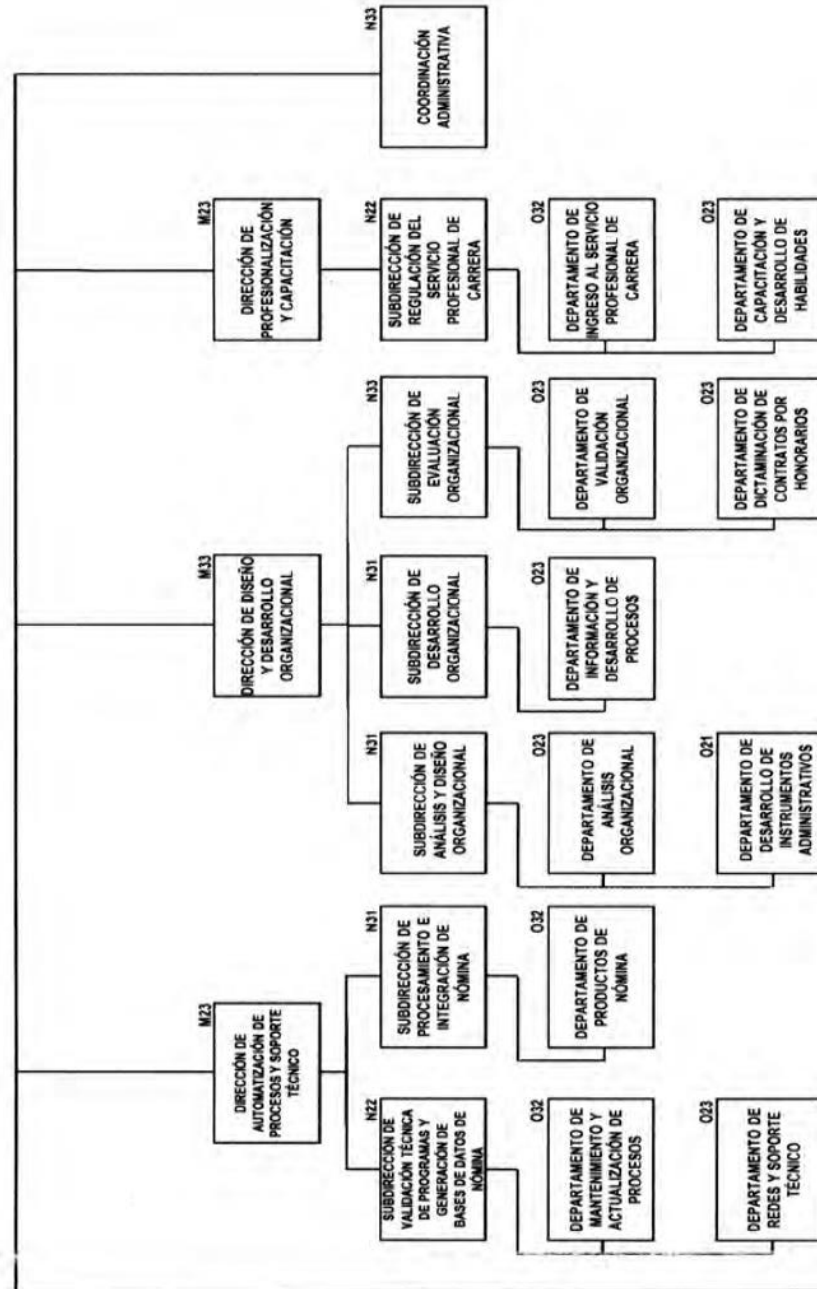 M23
DIRECCIÓN DE
AUTOMATIZACIÓN DE
PROCESOS Y SOPORTE
TÉCNICO
M33
DIRECCIÓN DE DISEÑO
Y DESARROLLO
ORGANIZACIONAL
M23
DIRECCIÓN DE
PROFESIONALIZACIÓN
Y CAPACITACIÓN
N22
SUBDIRECCIÓN DE
VALIDACIÓN TÉCNICA
DE PROGRAMAS Y
GENERACIÓN DE
BASES DE DATOS DE
NÓMINA
N31
SUBDIRECCIÓN DE
PROCESAMIENTO E
INTEGRACIÓN DE
NÓMINA
N31
SUBDIRECCIÓN DE
ANÁLISIS Y DISEÑO
ORGANIZACIONAL
N31
SUBDIRECCIÓN DE
DESARROLLO
ORGANIZACIONAL
N33
SUBDIRECCIÓN DE
EVALUACIÓN
ORGANIZACIONAL
N22
SUBDIRECCIÓN DE
REGULACIÓN DEL
SERVICIO
PROFESIONAL DE
CARRERA
N33
COORDINACIÓN
ADMINISTRATIVA
O32
DEPARTAMENTO DE
MANTENIMIENTO Y
ACTUALIZACIÓN DE
PROCESOS
O32
DEPARTAMENTO DE
PRODUCTOS DE
NÓMINA
O23
DEPARTAMENTO DE
ANÁLISIS
ORGANIZACIONAL
O23
DEPARTAMENTO DE
INFORMACIÓN Y
DESARROLLO DE
PROCESOS
O23
DEPARTAMENTO DE
VALIDACIÓN
ORGANIZACIONAL
O32
DEPARTAMENTO DE
INGRESO AL SERVICIO
PROFESIONAL DE
CARRERA
O23
DEPARTAMENTO DE
REDES Y SOPORTE
TÉCNICO
O21
DEPARTAMENTO DE
DESARROLLO DE
INSTRUMENTOS
ADMINISTRATIVOS
O23
DEPARTAMENTO DE
DICTAMINACIÓN DE
CONTRATOS POR
HONORARIOS
O23
DEPARTAMENTO DE
CAPACITACIÓN Y
DESARROLLO DE
HABILIDADES